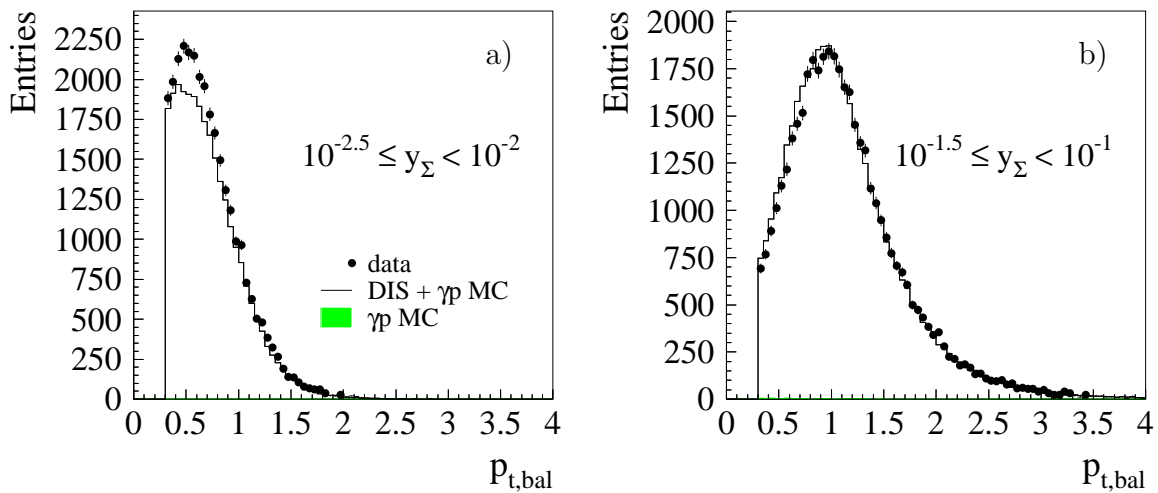 Entries
2250
2000
1750
1500
1250
1000
750
500
250
0
a)
10^-2.5 ≤ y_Σ < 10^-2
data
DIS + γp MC
γp MC
0 0.5 1 1.5 2 2.5 3 3.5 4
p_t,bal
Entries
2000
1750
1500
1250
1000
750
500
250
0
b)
10^-1.5 ≤ y_Σ < 10^-1
0 0.5 1 1.5 2 2.5 3 3.5 4
p_t,bal